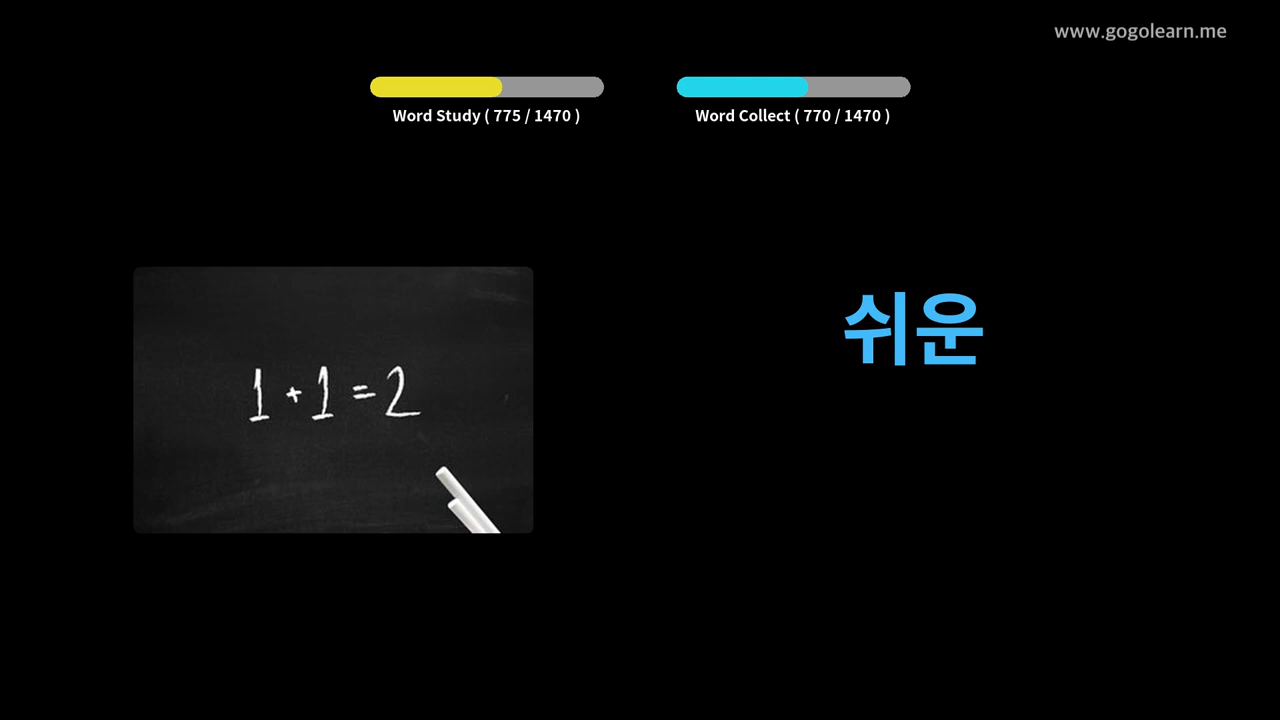 www.gogolearn.me
Word Study ( 775 / 1470 )
Word Collect ( 770 / 1470 )
1 + 1 = 2
쉬운